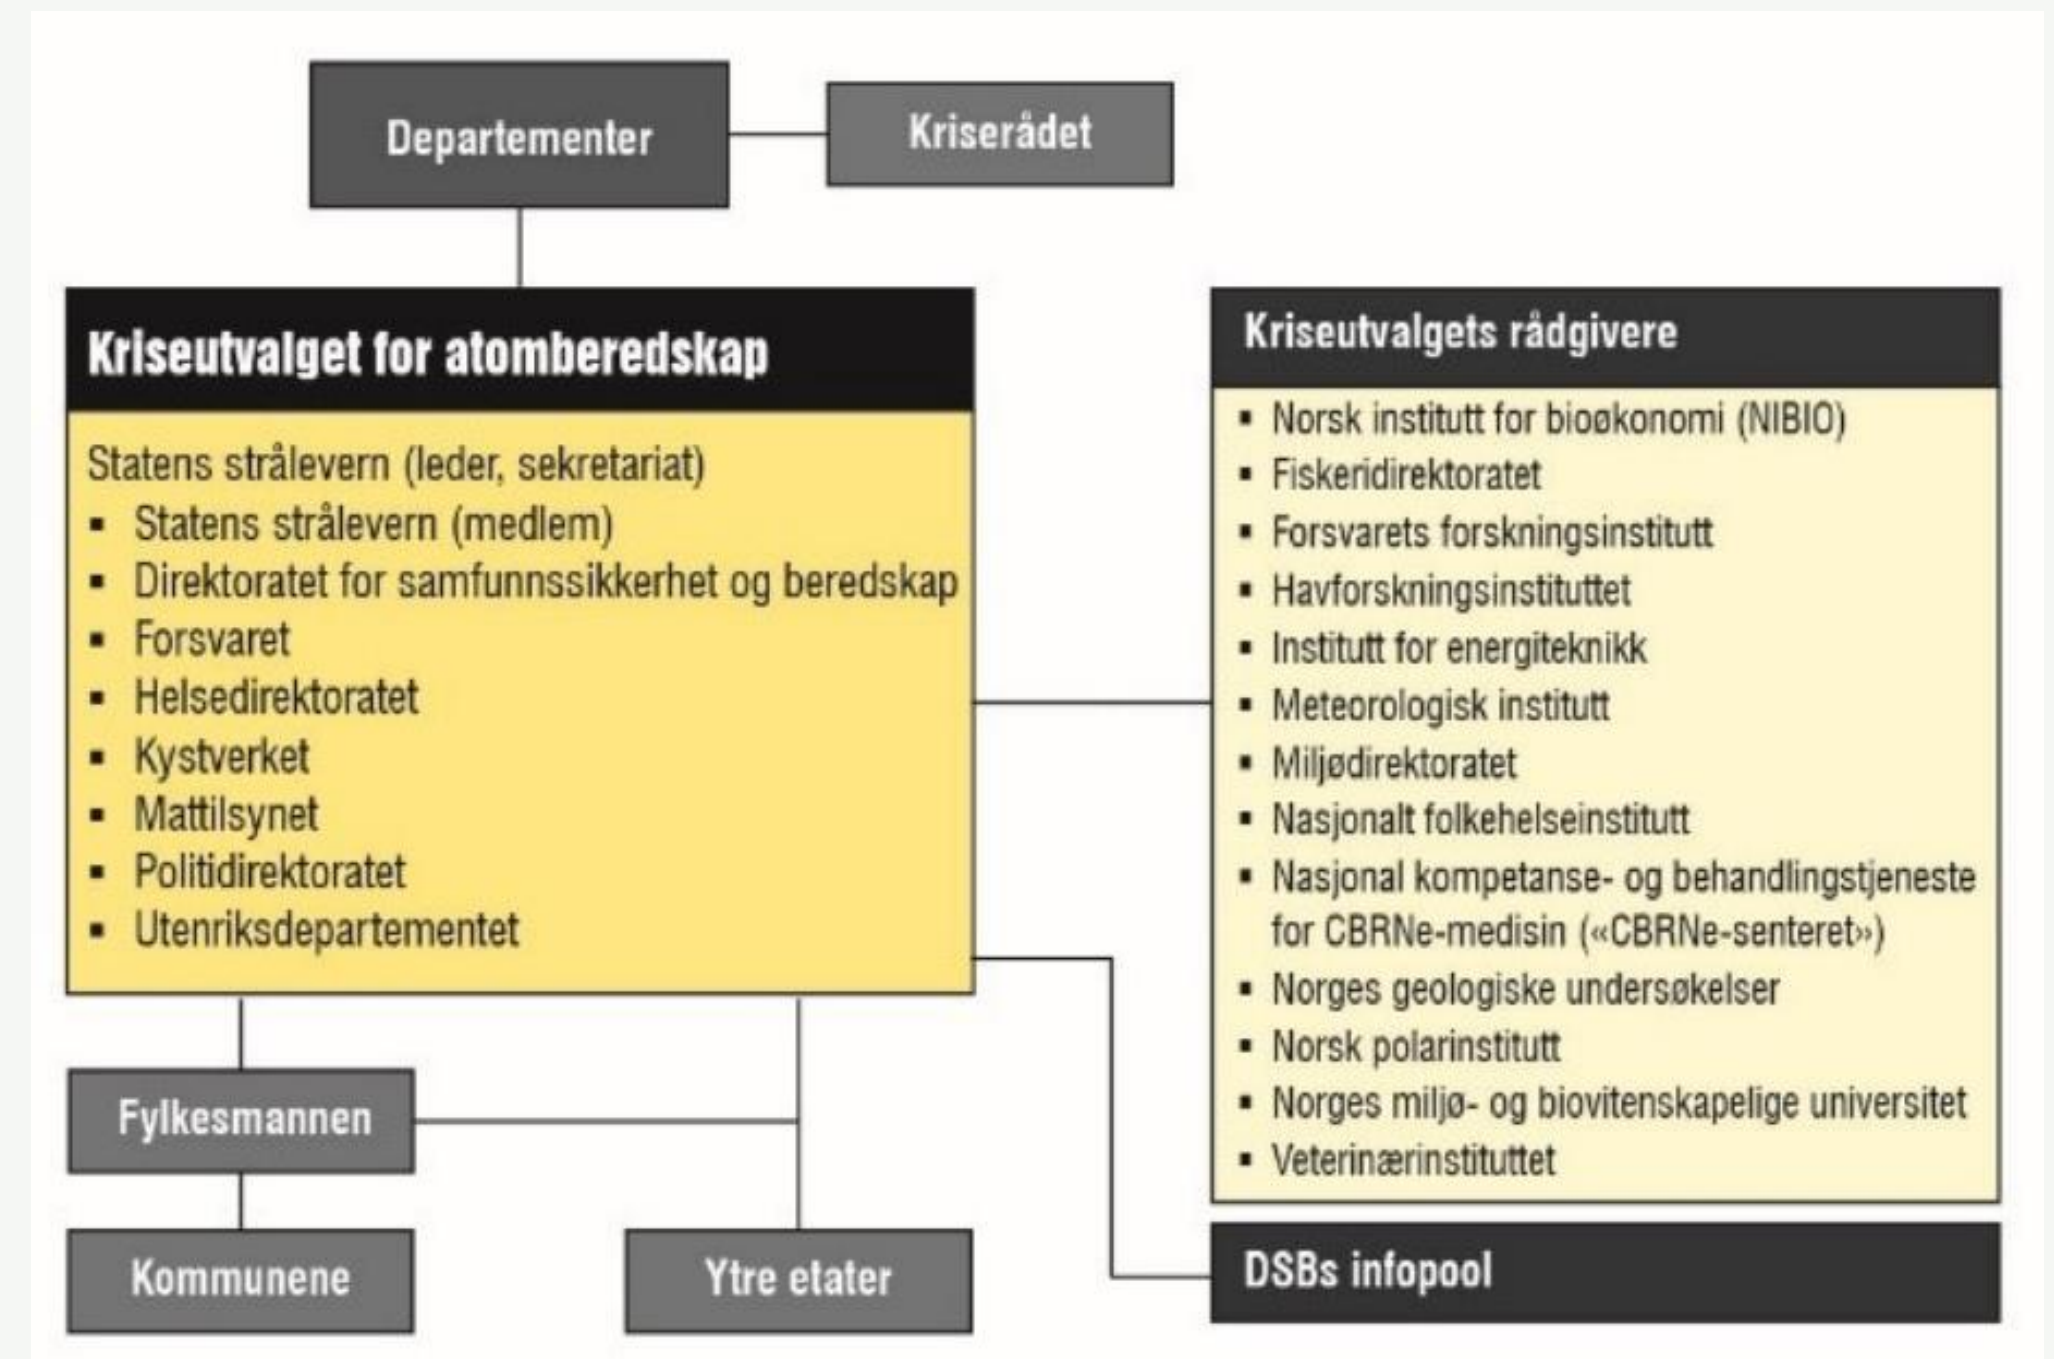 Departementer
Kriserådet
Kriseutvalget for atomberedskap
Statens strålevern (leder, sekretariat)
▪ Statens strålevern (medlem)
▪ Direktoratet for samfunnssikkerhet og beredskap
▪ Forsvaret
▪ Helsedirektoratet
▪ Kystverket
▪ Mattilsynet
▪ Politidirektoratet
▪ Utenriksdepartementet
Kriseutvalgets rådgivere
▪ Norsk institutt for bioøkonomi (NIBIO)
▪ Fiskeridirektoratet
▪ Forsvarets forskningsinstitutt
▪ Havforskningsinstituttet
▪ Institutt for energiteknikk
▪ Meteorologisk institutt
▪ Miljødirektoratet
▪ Nasjonalt folkehelseinstitutt
▪ Nasjonal kompetanse- og behandlingstjeneste
for CBRNe-medisin («CBRNe-senteret»)
▪ Norges geologiske undersøkelser
▪ Norsk polarinstitutt
▪ Norges miljø- og biovitenskapelige universitet
▪ Veterinærinstituttet
Fylkesmannen
Kommunene
Ytre etater
DSBs infopool